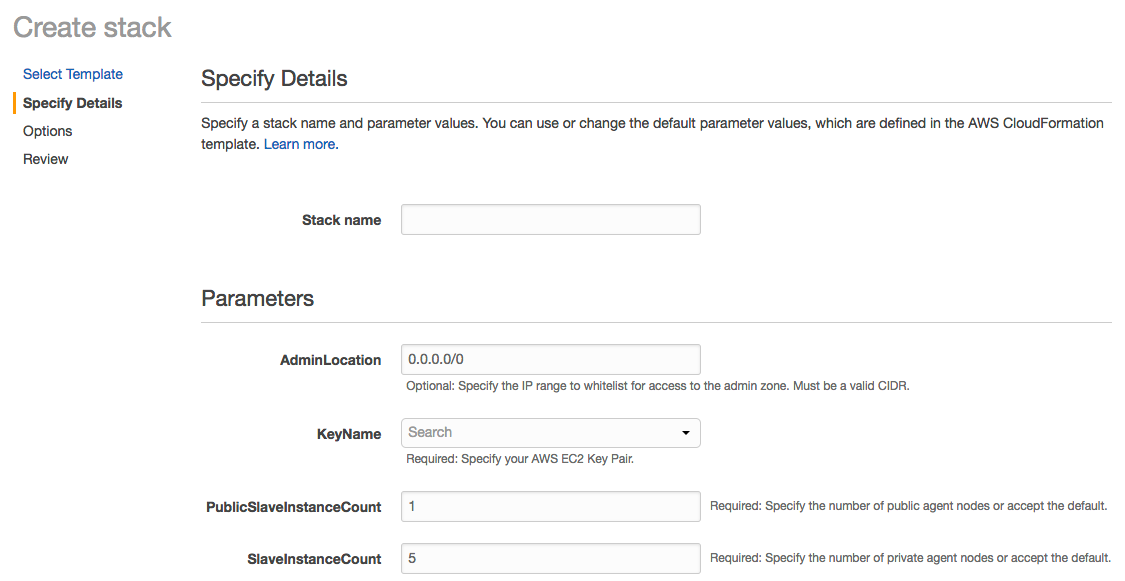 Create stack
Select Template
Specify Details
Options
Review
Specify Details
Specify a stack name and parameter values. You can use or change the default parameter values, which are defined in the AWS CloudFormation
template. Learn more.
Stack name
Parameters
AdminLocation 0.0.0.0/0
Optional: Specify the IP range to whitelist for access to the admin zone. Must be a valid CIDR.
KeyName Search
Required: Specify your AWS EC2 Key Pair.
PublicSlaveInstanceCount 1 Required: Specify the number of public agent nodes or accept the default.
SlaveInstanceCount 5 Required: Specify the number of private agent nodes or accept the default.